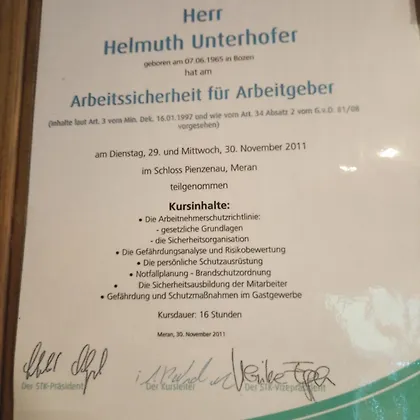 Herr
Helmuth Unterhofer
geboren am 07.06.1965 in Bozen
hat am
Arbeitssicherheit für Arbeitgeber
(Inhalte laut Art. 3 vom Min. Dek. 16.01.1997 und wie vom Art. 34 Absatz 2 vom G.v.D. 81/08
vorgesehen)
am Dienstag, 29. und Mittwoch, 30. November 2011
im Schloss Pienzenau, Meran
teilgenommen
Kursinhalte:
• Die Arbeitnehmerschutzrichtlinie:
- gesetzliche Grundlagen
- die Sicherheitsorganisation
• Die Gefährdungsanalyse und Risikobewertung
• Die persönliche Schutzausrüstung
• Notfallplanung - Brandschutzordnung
• Die Sicherheitsausbildung der Mitarbeiter
• Gefährdung und Schutzmaßnahmen im Gastgewerbe
Kursdauer: 16 Stunden
Meran, 30. November 2011
Der STK-Präsident Der Kursleiter Der STK-Vizepräsident